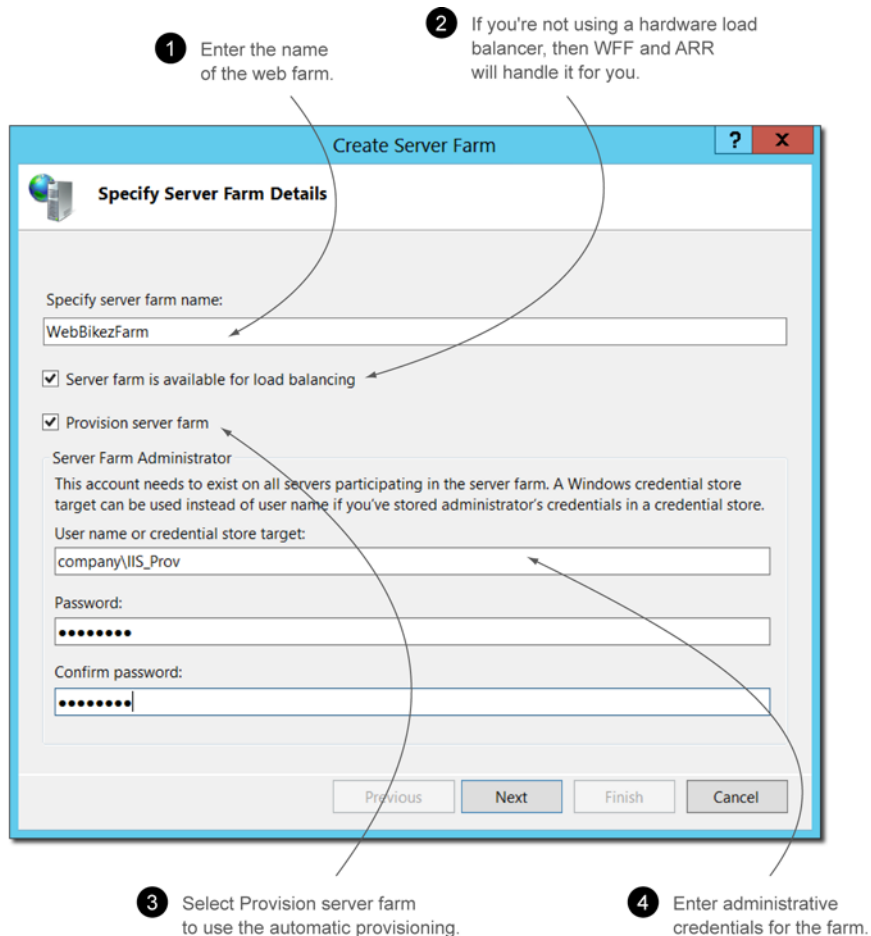 1 Enter the name
of the web farm.
2 If you're not using a hardware load
balancer, then WFF and ARR
will handle it for you.
Create Server Farm
? X
Specify Server Farm Details
Specify server farm name:
WebBikezFarm
Server farm is available for load balancing
Provision server farm
Server Farm Administrator
This account needs to exist on all servers participating in the server farm. A Windows credential store
target can be used instead of user name if you've stored administrator's credentials in a credential store.
User name or credential store target:
company\IIS_Prov
Password:
●●●●●●●●
Confirm password:
●●●●●●●●
Previous Next Finish Cancel
3 Select Provision server farm
to use the automatic provisioning.
4 Enter administrative
credentials for the farm.